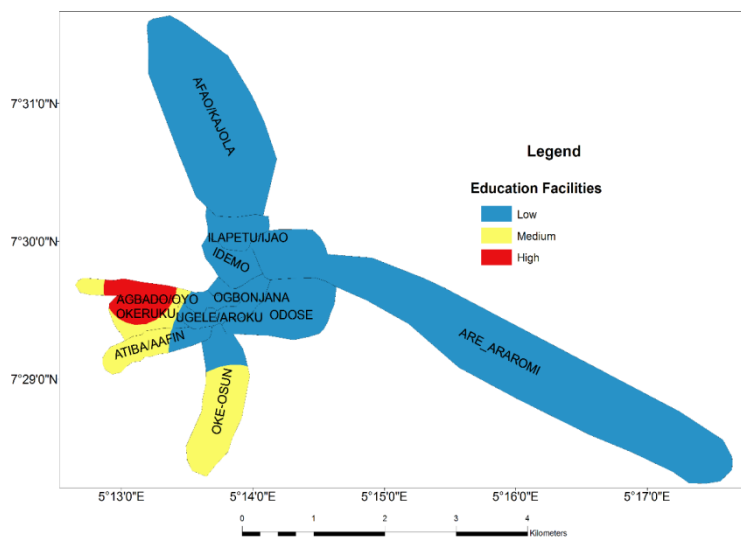 7°31'0"N
7°30'0"N
7°29'0"N
AFAO/KAJOLA
ILAPETU/IJAO
IDEMO
AGBADO/OYO
OGBONJANA
OKERUKU
UGELE/AROKU
ODOSE
ATIBA/AAFIN
ARE_ARAROMI
OKE-OSUN
Legend
Education Facilities
Low
Medium
High
5°13'0"E
5°14'0"E
5°15'0"E
5°16'0"E
5°17'0"E
0
1
2
3
4
Kilometers